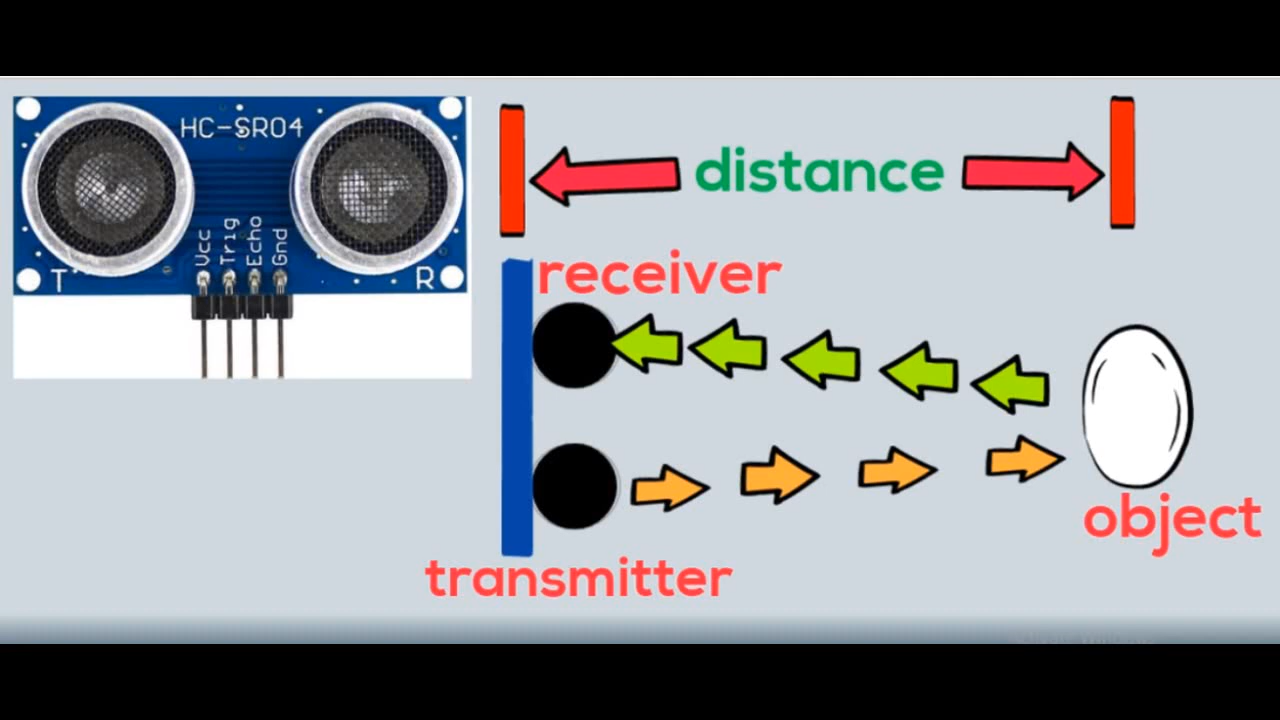 HC-SR04
Vcc
Trig
Echo
Gnd
T
R
distance
receiver
object
transmitter